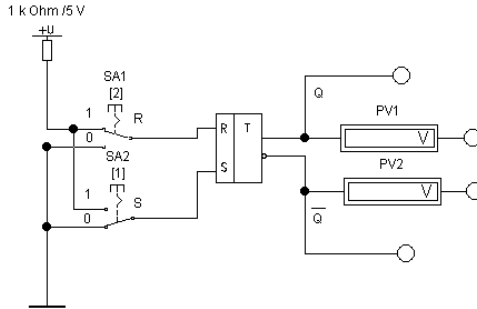 1 k Ohm /5 V
+U
SA1
[2]
1
R
0
SA2
[1]
1
S
0
R T
S
Q
PV1
V
PV2
V
Q